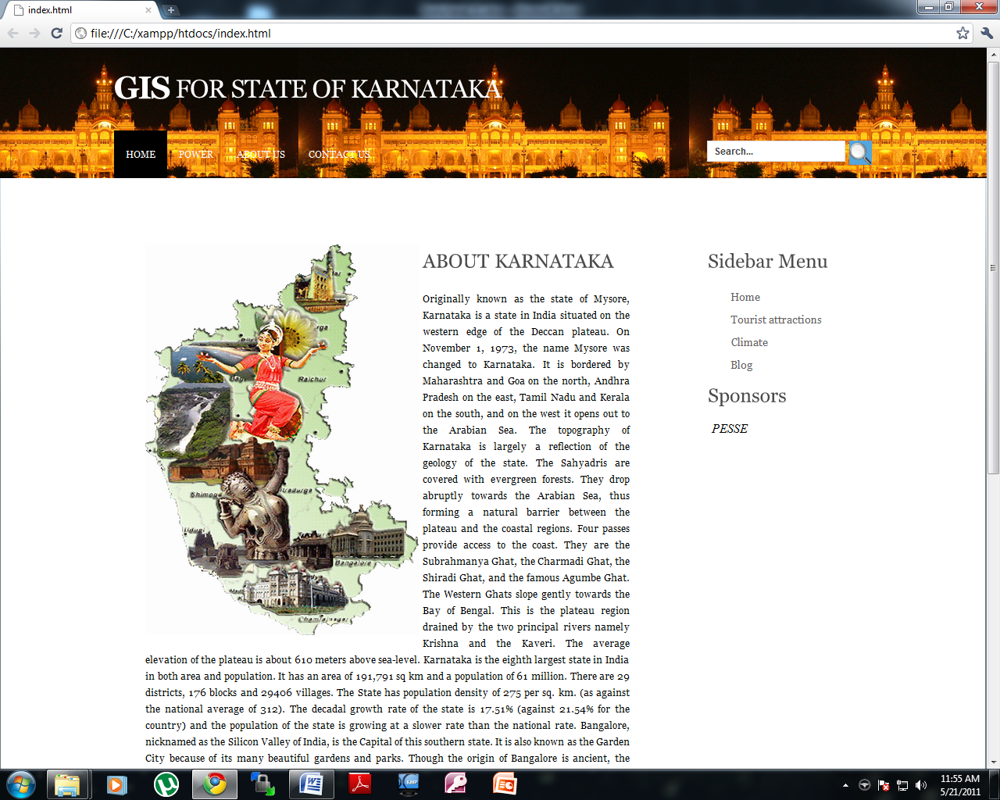 index.html
file:///C:/xampp/htdocs/index.html
GIS FOR STATE OF KARNATAKA
HOME POWER ABOUT US CONTACT US
Search...
ABOUT KARNATAKA
Originally known as the state of Mysore,
Karnataka is a state in India situated on the
western edge of the Deccan plateau. On
November 1, 1973, the name Mysore was
changed to Karnataka. It is bordered by
Maharashtra and Goa on the north, Andhra
Pradesh on the east, Tamil Nadu and Kerala
on the south, and on the west it opens out to
the Arabian Sea. The topography of
Karnataka is largely a reflection of the
geology of the state. The Sahyadris are
covered with evergreen forests. They drop
abruptly towards the Arabian Sea, thus
forming a natural barrier between the
plateau and the coastal regions. Four passes
provide access to the coast. They are the
Subrahmanya Ghat, the Charmadi Ghat, the
Shiradi Ghat, and the famous Agumbe Ghat.
The Western Ghats slope gently towards the
Bay of Bengal. This is the plateau region
drained by the two principal rivers namely
Krishna and the Kaveri. The average
elevation of the plateau is about 610 meters above sea-level. Karnataka is the eighth largest state in India
in both area and population. It has an area of 191,791 sq km and a population of 61 million. There are 29
districts, 176 blocks and 29406 villages. The State has population density of 275 per sq. km. (as against
the national average of 312). The decadal growth rate of the state is 17.51% (against 21.54% for the
country) and the population of the state is growing at a slower rate than the national rate. Bangalore,
nicknamed as the Silicon Valley of India, is the Capital of this southern state. It is also known as the Garden
City because of its many beautiful gardens and parks. Though the origin of Bangalore is ancient, the
Raichur
Shimoga
Bangalore
Chamrajnagar
Sidebar Menu
Home
Tourist attractions
Climate
Blog
Sponsors
PESSE
KMP
11:55 AM
5/21/2011